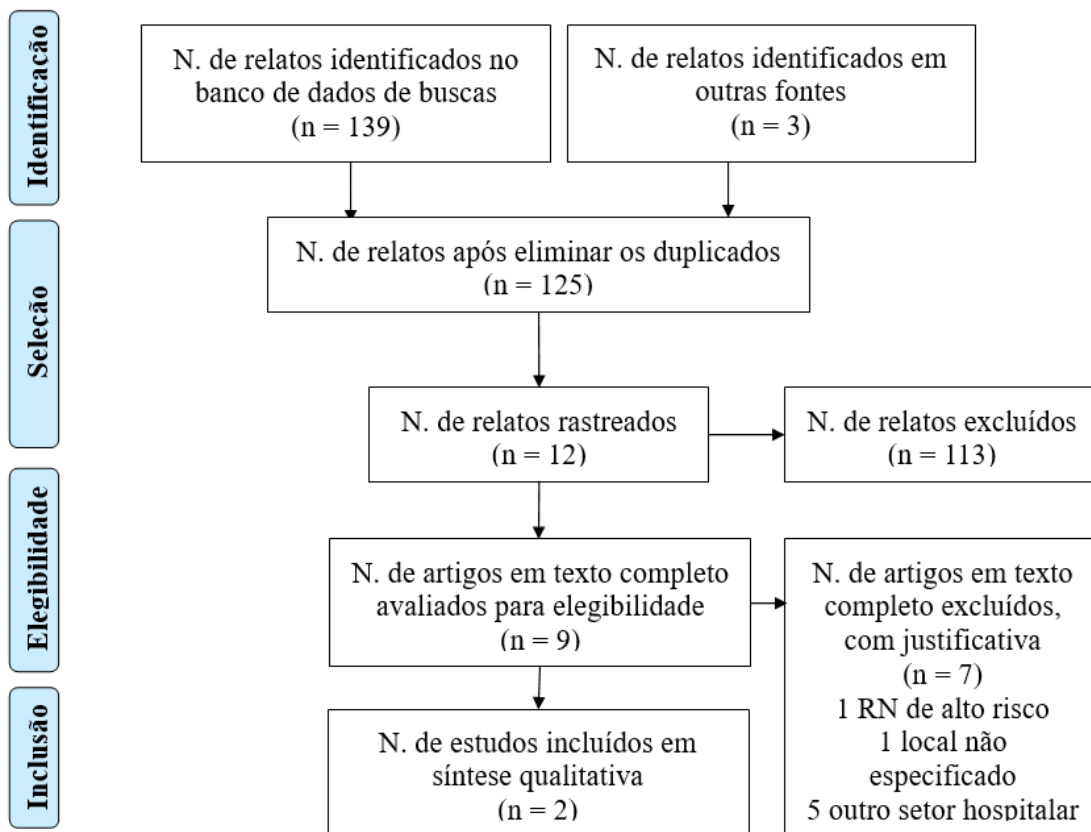 Identificação
N. de relatos identificados no
banco de dados de buscas
(n = 139)
N. de relatos identificados em
outras fontes
(n = 3)
Seleção
N. de relatos após eliminar os duplicados
(n = 125)
N. de relatos rastreados
(n = 12)
N. de relatos excluídos
(n = 113)
Elegibilidade
N. de artigos em texto completo
avaliados para elegibilidade
(n = 9)
N. de artigos em texto
completo excluídos,
com justificativa
(n = 7)
1 RN de alto risco
1 local não
especificado
5 outro setor hospitalar
Inclusão
N. de estudos incluídos em
síntese qualitativa
(n = 2)